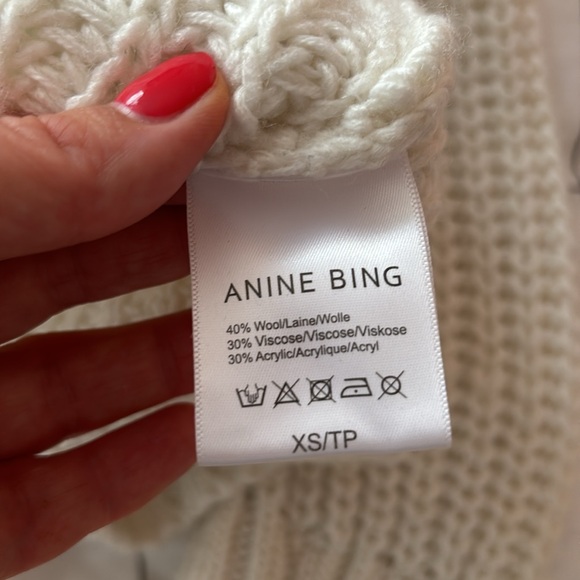 ANINE BING
40% Wool/Laine/Wolle
30% Viscose/Viscose/Viskose
30% Acrylic/Acrylique/Acryl
XS/TP